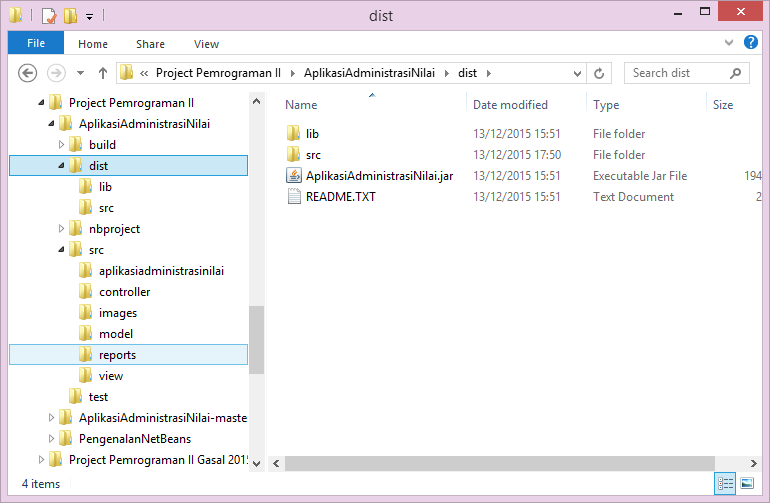 dist
File Home Share View
« Project Pemrograman II AplikasiAdministrasiNilai dist Search dist
Project Pemrograman II
AplikasiAdministrasiNilai
build
dist
lib
src
nbproject
src
aplikasiadministrasinilai
controller
images
model
reports
view
test
AplikasiAdministrasiNilai-maste
PengenalanNetBeans
Project Pemrograman II Gasal 2015
Name Date modified Type Size
lib 13/12/2015 15:51 File folder
src 13/12/2015 17:50 File folder
AplikasiAdministrasiNilai.jar 13/12/2015 15:51 Executable Jar File 194
README.TXT 13/12/2015 15:51 Text Document 2
4 items